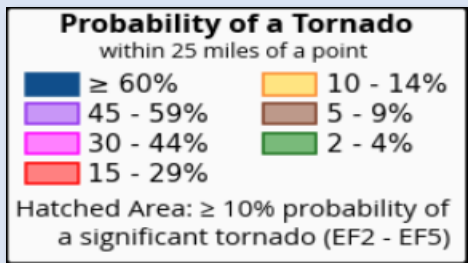 Probability of a Tornado
within 25 miles of a point
≥ 60%
45 - 59%
30 - 44%
15 - 29%
10 - 14%
5 - 9%
2 - 4%
Hatched Area: ≥ 10% probability of
a significant tornado (EF2 - EF5)